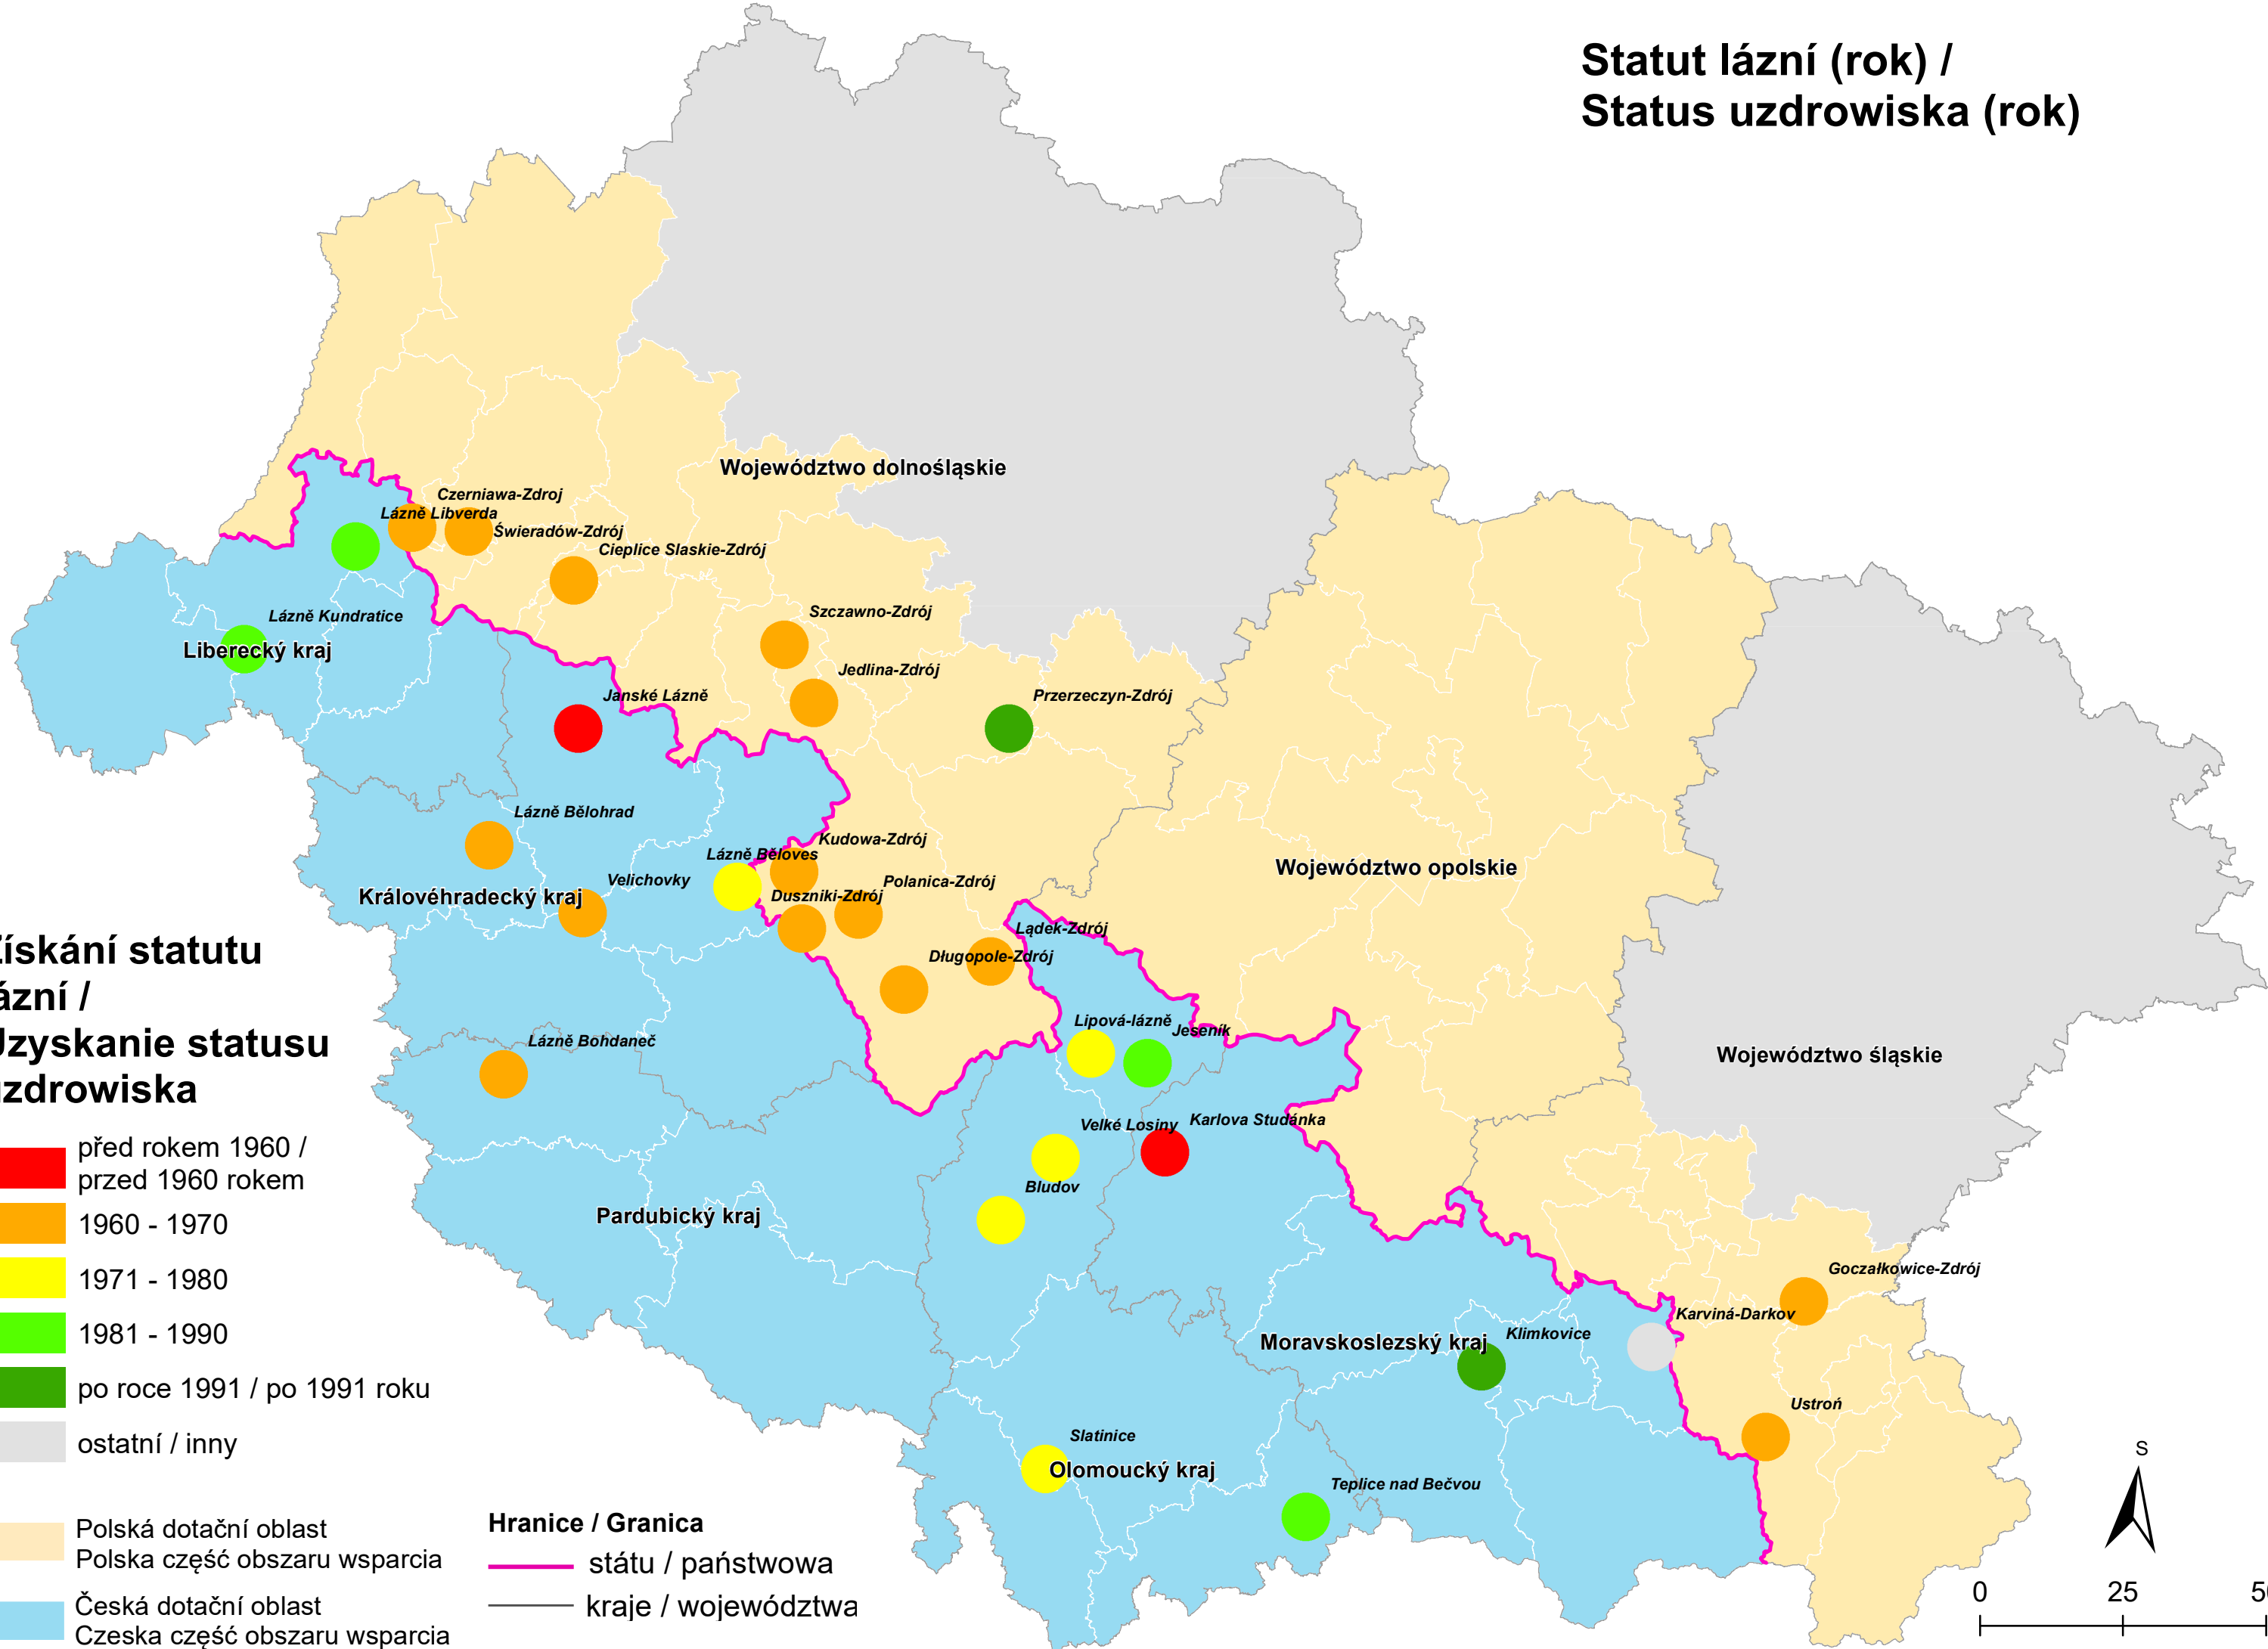 Statut lázní (rok) /
Status uzdrowiska (rok)
Województwo dolnośląskie
Czerniawa-Zdroj
Lázně Libverda
Świeradów-Zdrój
Cieplice Slaskie-Zdrój
Szczawno-Zdrój
Lázně Kundratice
Liberecký kraj
Jedlina-Zdrój
Janské Lázně
Przerzeczyn-Zdrój
Lázně Bělohrad
Kudowa-Zdrój
Lázně Běloves
Województwo opolskie
Velichovky
Polanica-Zdrój
Královéhradecký kraj
Duszniki-Zdrój
Lądek-Zdrój
Długopole-Zdrój
Lipová-lázně
Jeseník
Lázně Bohdaneč
Województwo śląskie
Velké Losiny
Karlova Studánka
Bludov
Pardubický kraj
Goczałkowice-Zdrój
Karviná-Darkov
Klimkovice
Moravskoslezský kraj
Ustroń
Slatinice
Olomoucký kraj
Teplice nad Bečvou
ískání statutu
ázní /
zyskanie statusu
zdrowiska
před rokem 1960 /
przed 1960 rokem
1960 - 1970
1971 - 1980
1981 - 1990
po roce 1991 / po 1991 roku
ostatní / inny
Polská dotační oblast
Polska część obszaru wsparcia
Česká dotační oblast
Czeska część obszaru wsparcia
Hranice / Granica
státu / państwowa
kraje / województwa
S
0 25 5